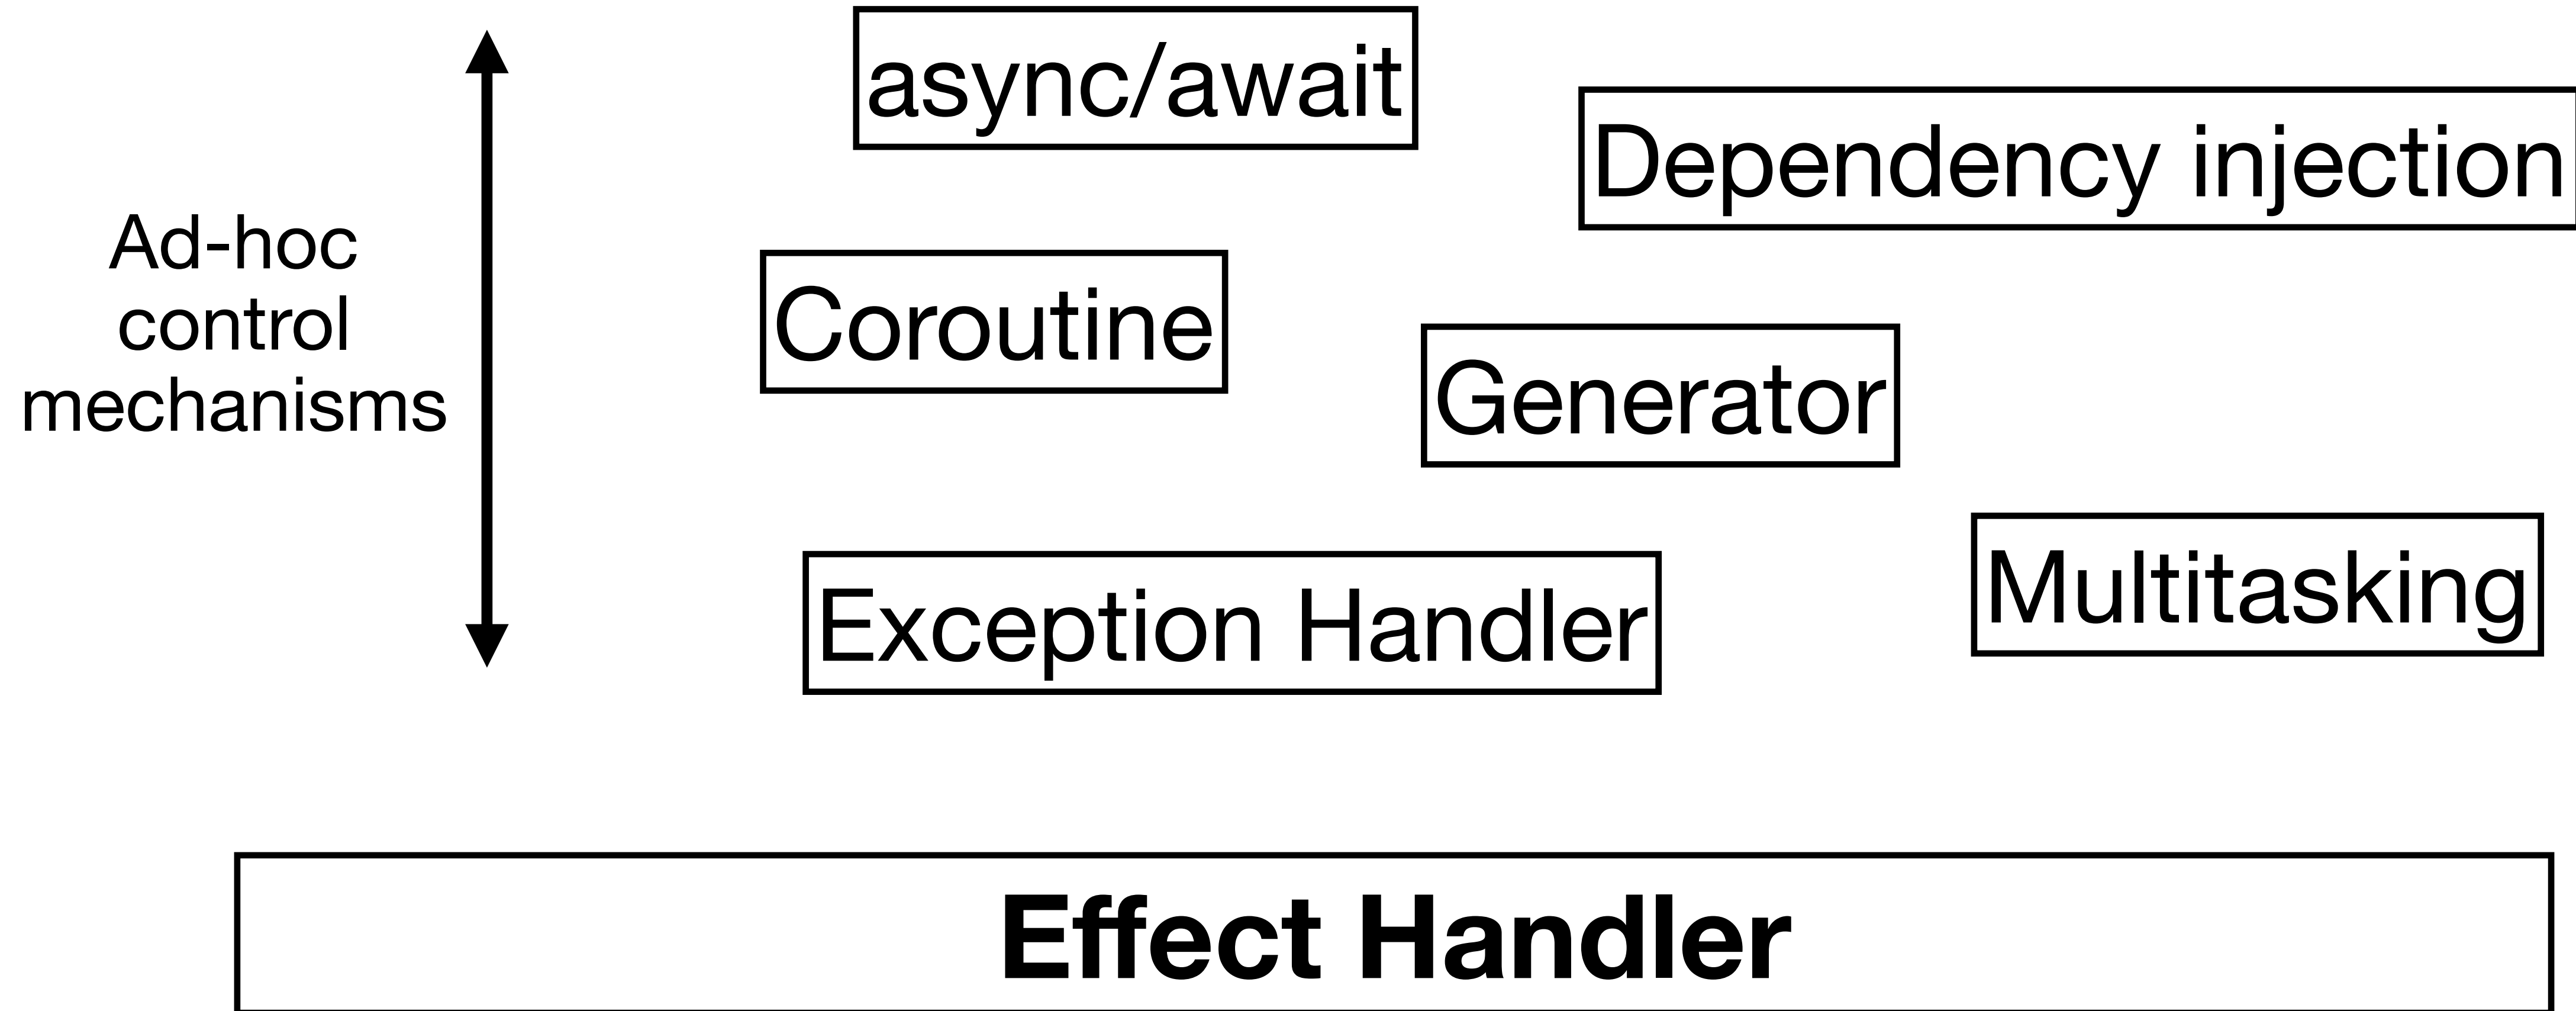 async/await
Dependency injection
Ad-hoc
control
mechanisms
Coroutine
Generator
Exception Handler
Multitasking
Effect Handler